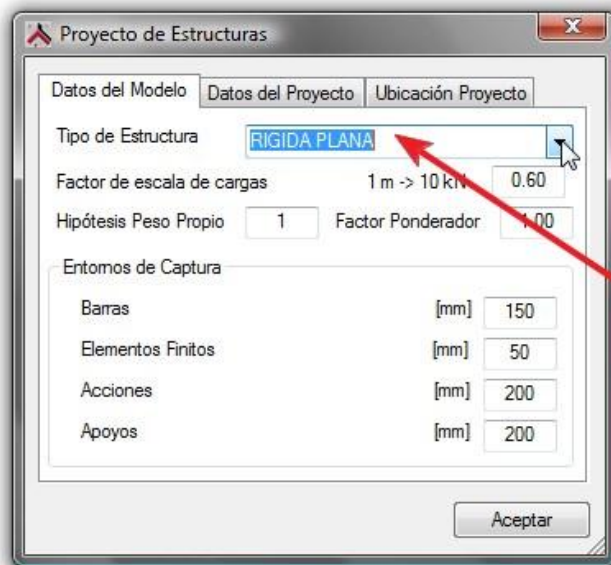 Proyecto de Estructuras
Datos del Modelo Datos del Proyecto Ubicación Proyecto
Tipo de Estructura RIGIDA PLANA
Factor de escala de cargas 1 m -> 10 kN 0.60
Hipótesis Peso Propio 1 Factor Ponderador 1.00
Entornos de Captura
Barras [mm] 150
Elementos Finitos [mm] 50
Acciones [mm] 200
Apoyos [mm] 200
Aceptar